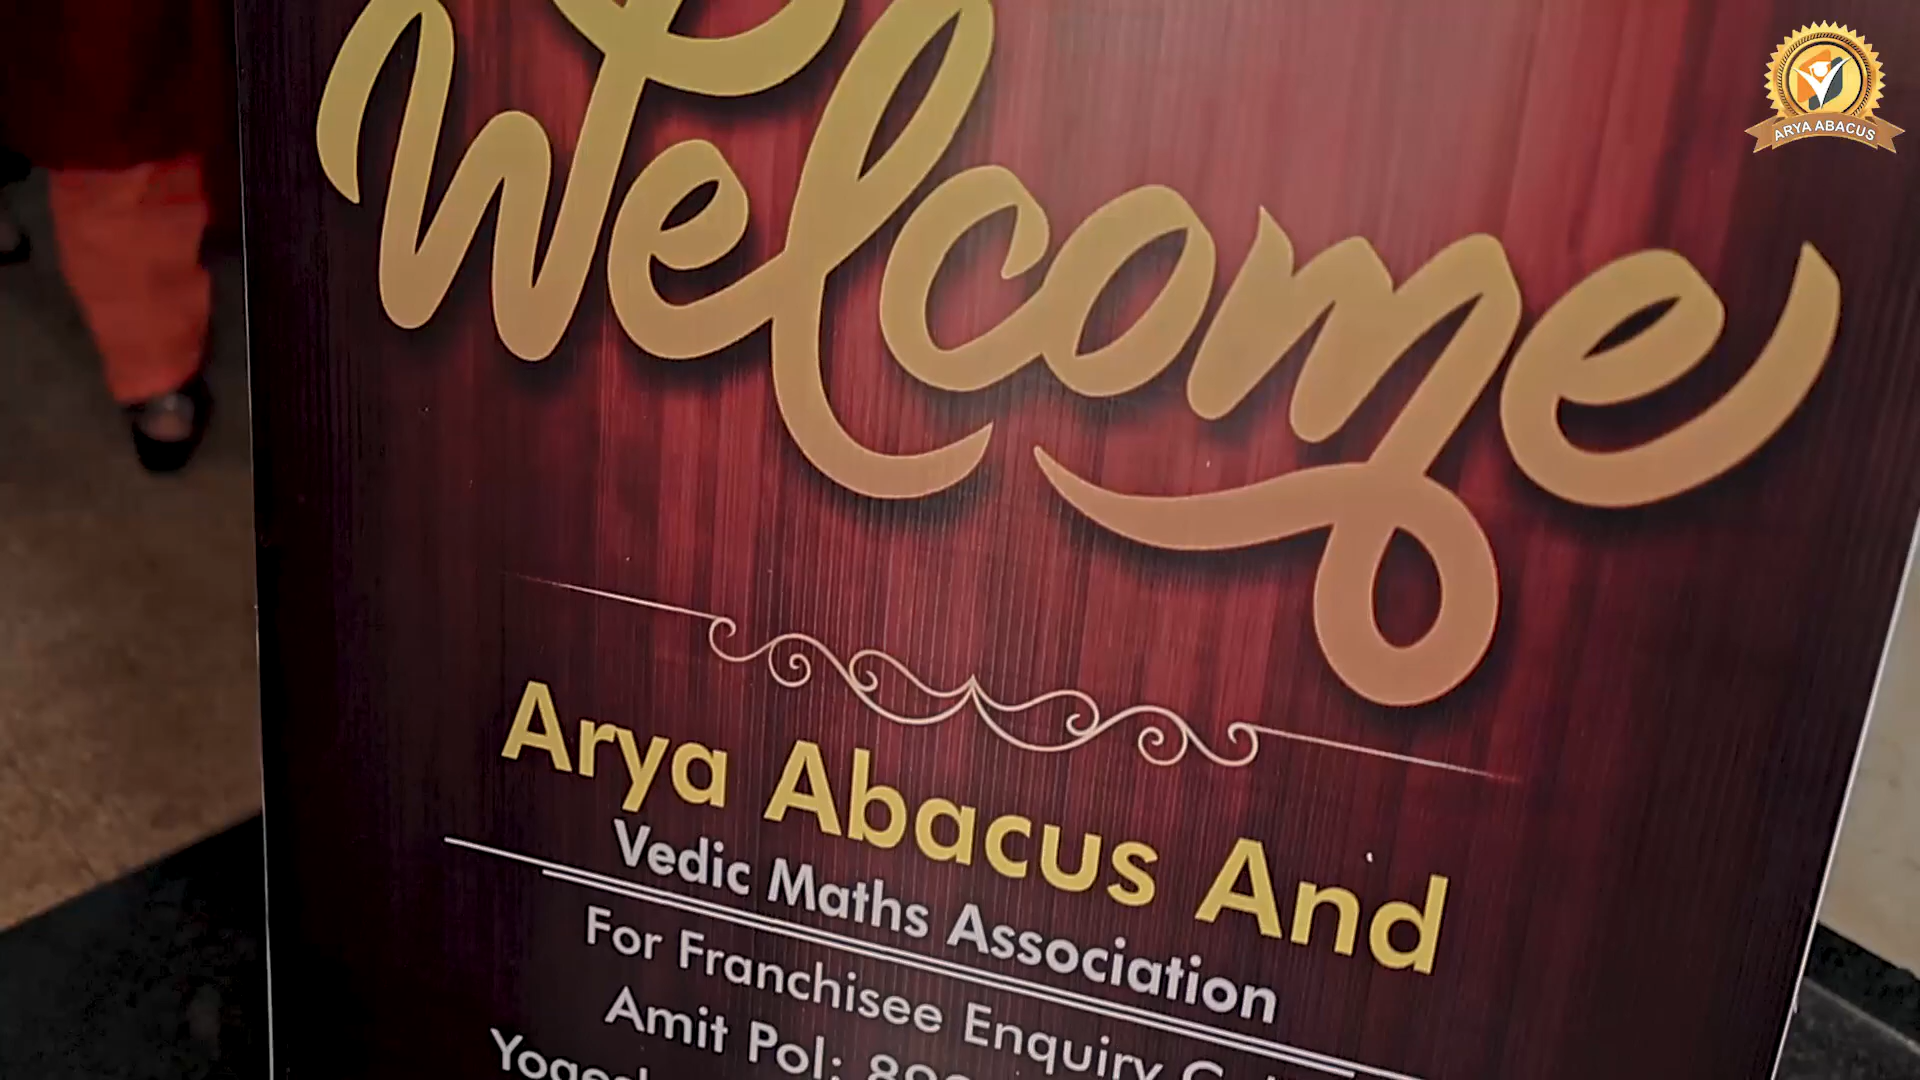 ARYA ABACUS
Welcome
Arya Abacus And
Vedic Maths Association
For Franchisee Enquiry
Amit Pol: